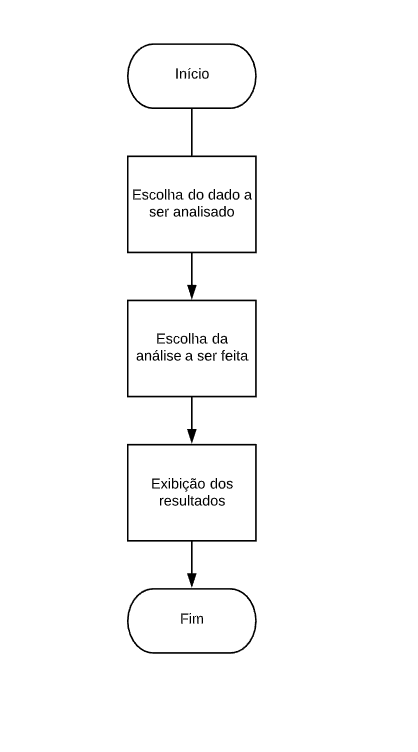 Início
Escolha do dado a
ser analisado
Escolha da
análise a ser feita
Exibição dos
resultados
Fim